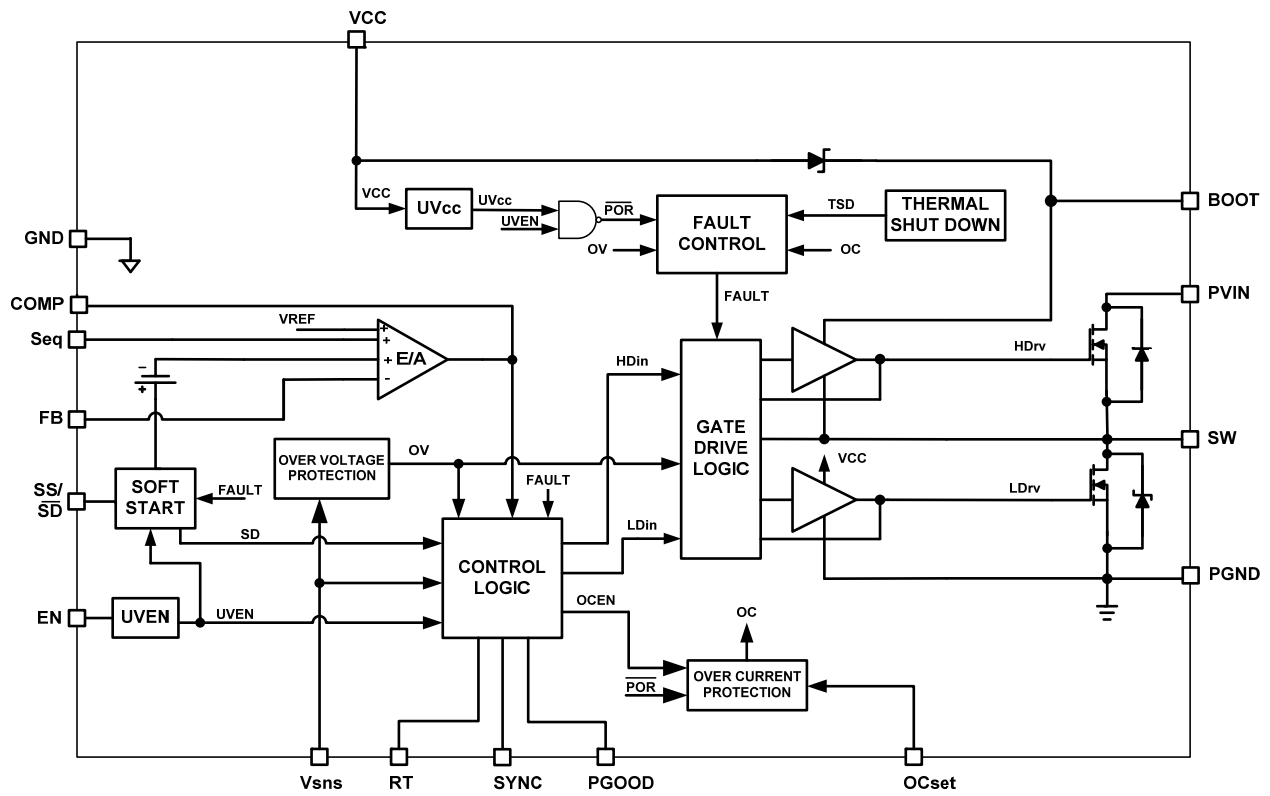 VCC
VCC
UVcc
UVcc
UVEN
POR
FAULT
CONTROL
TSD
THERMAL
SHUT DOWN
BOOT
OV
OC
GND
FAULT
PVIN
COMP
VREF
Seq
+
+
+
-
E/A
HDin
HDrv
−
+
FB
GATE
DRIVE
LOGIC
SW
OVER VOLTAGE
PROTECTION
OV
VCC
SS/
SD
SOFT
START
FAULT
FAULT
LDrv
SD
LDin
CONTROL
LOGIC
PGND
OCEN
EN
UVEN
UVEN
OC
POR
OVER CURRENT
PROTECTION
Vsns
RT
SYNC
PGOOD
OCset